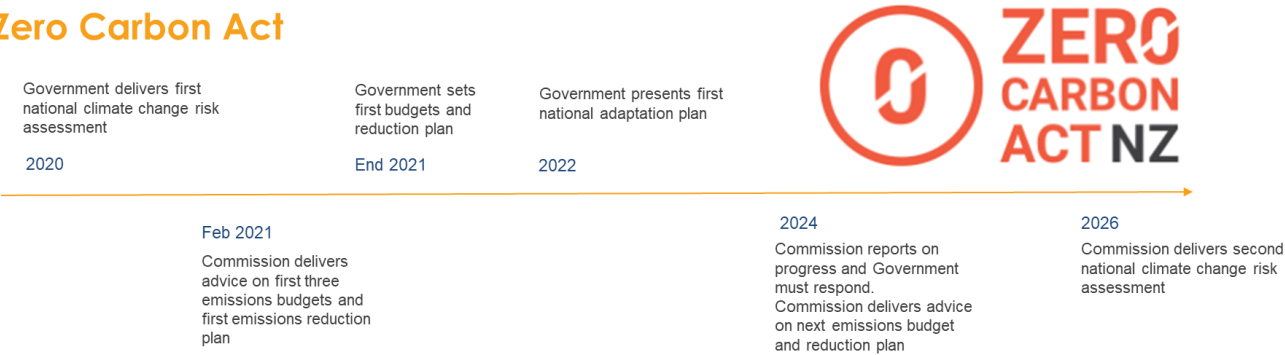 Zero Carbon Act
ZERO
CARBON
ACT NZ
Government delivers first
national climate change risk
assessment
2020
Government sets
first budgets and
reduction plan
End 2021
Government presents first
national adaptation plan
2022
Feb 2021
Commission delivers
advice on first three
emissions budgets and
first emissions reduction
plan
2024
Commission reports on
progress and Government
must respond.
Commission delivers advice
on next emissions budget
and reduction plan
2026
Commission delivers second
national climate change risk
assessment